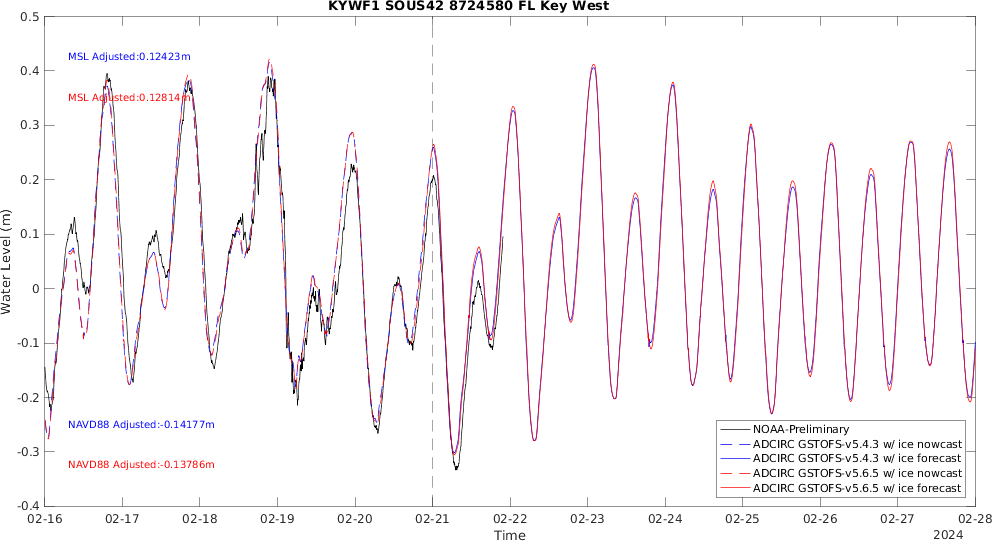 KYWF1 SOUS42 8724580 FL Key West
0.5
0.4
0.3
0.2
0.1
0
-0.1
-0.2
-0.3
-0.4
Water Level (m)
MSL Adjusted:0.12423m
MSL Adjusted:0.12814m
NAVD88 Adjusted:-0.14177m
NAVD88 Adjusted:-0.13786m
NOAA-Preliminary
ADCIRC GSTOFS-v5.4.3 w/ ice nowcast
ADCIRC GSTOFS-v5.4.3 w/ ice forecast
ADCIRC GSTOFS-v5.6.5 w/ ice nowcast
ADCIRC GSTOFS-v5.6.5 w/ ice forecast
02-16 02-17 02-18 02-19 02-20 02-21 02-22 02-23 02-24 02-25 02-26 02-27 02-28
Time
2024